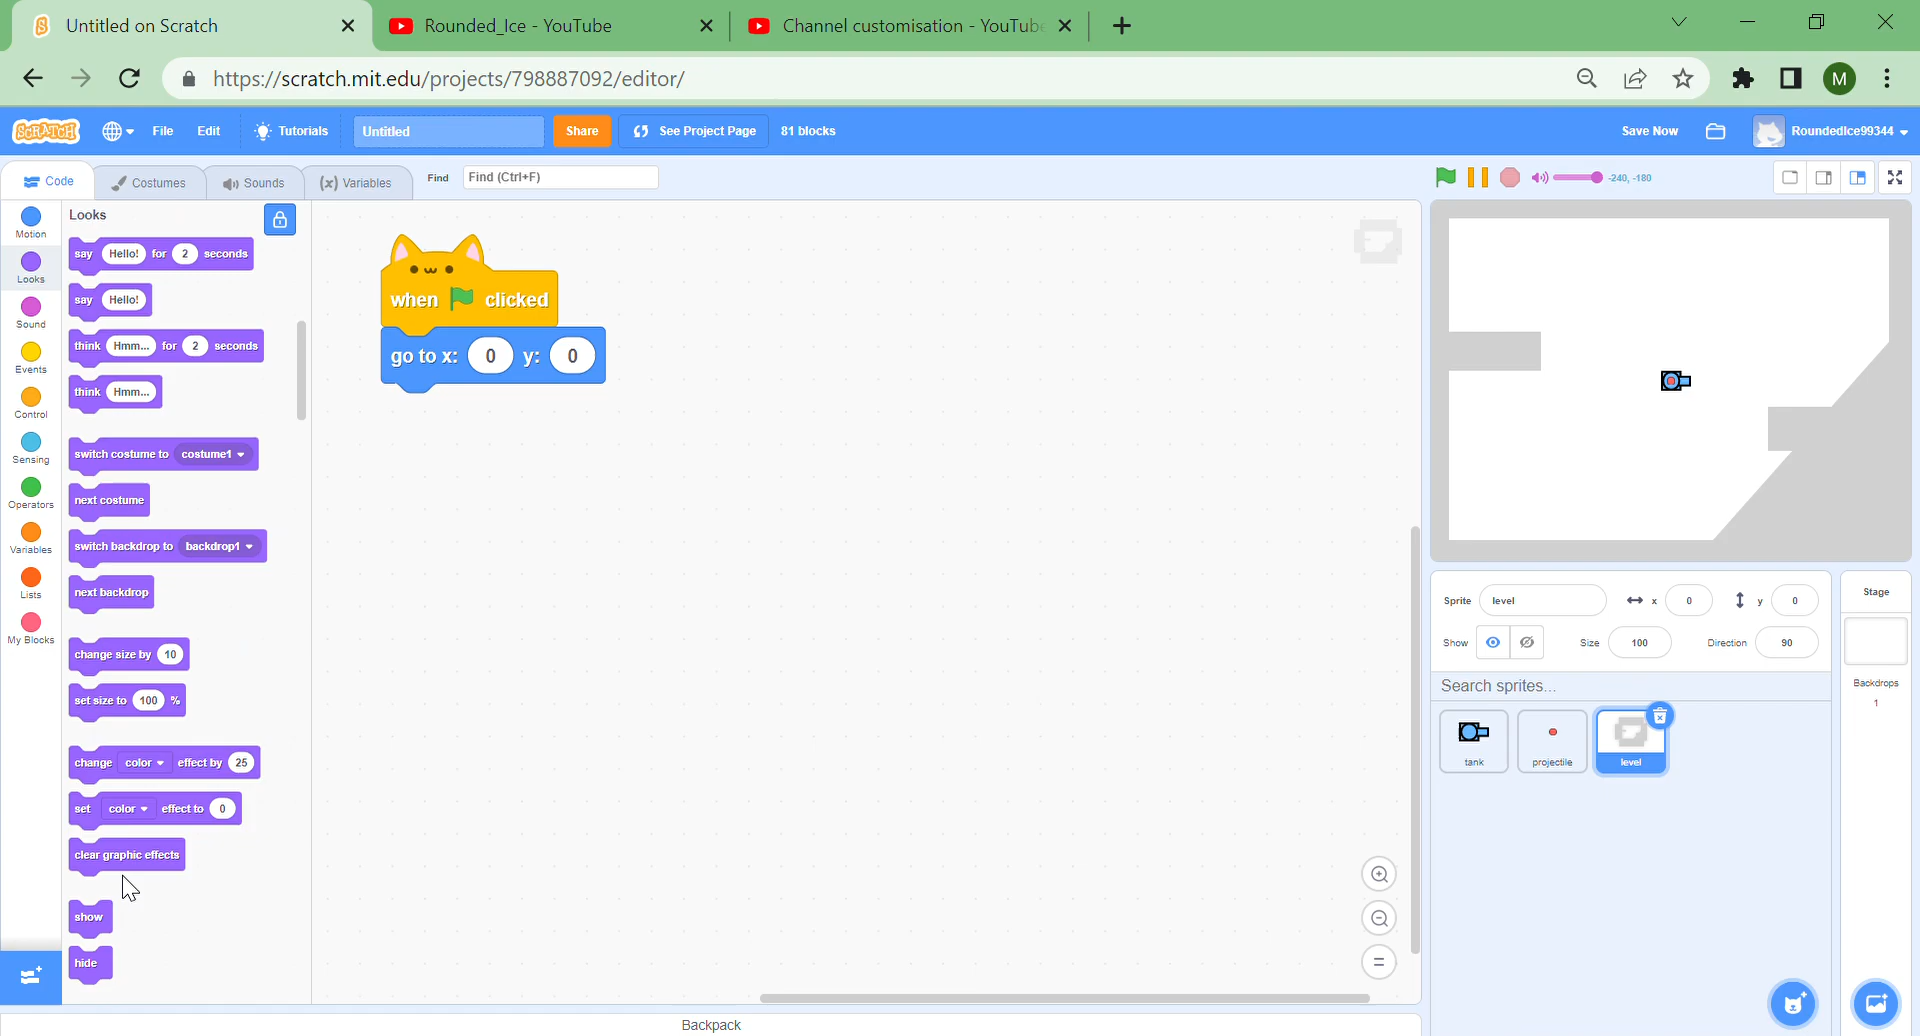 Untitled on Scratch
Rounded_Ice - YouTube
Channel customisation - YouTube
https://scratch.mit.edu/projects/798887092/editor/
M
SCRATCH
File
Edit
Tutorials
Untitled
Share
See Project Page
81 blocks
Save Now
RoundedIce99344
Code
Costumes
Sounds
(x) Variables
Find
Find (Ctrl+F)
-240, -180
Motion
Looks
Sound
Events
Control
Sensing
Operators
Variables
Lists
My Blocks
Looks
say Hello! for 2 seconds
say Hello!
think Hmm... for 2 seconds
think Hmm...
switch costume to costume1
next costume
switch backdrop to backdrop1
next backdrop
change size by 10
set size to 100 %
change color effect by 25
set color effect to 0
clear graphic effects
show
hide
when clicked
go to x: 0 y: 0
Backpack
Sprite level x 0 y 0
Show Size 100 Direction 90
Search sprites...
tank
projectile
level
Stage
Backdrops
1